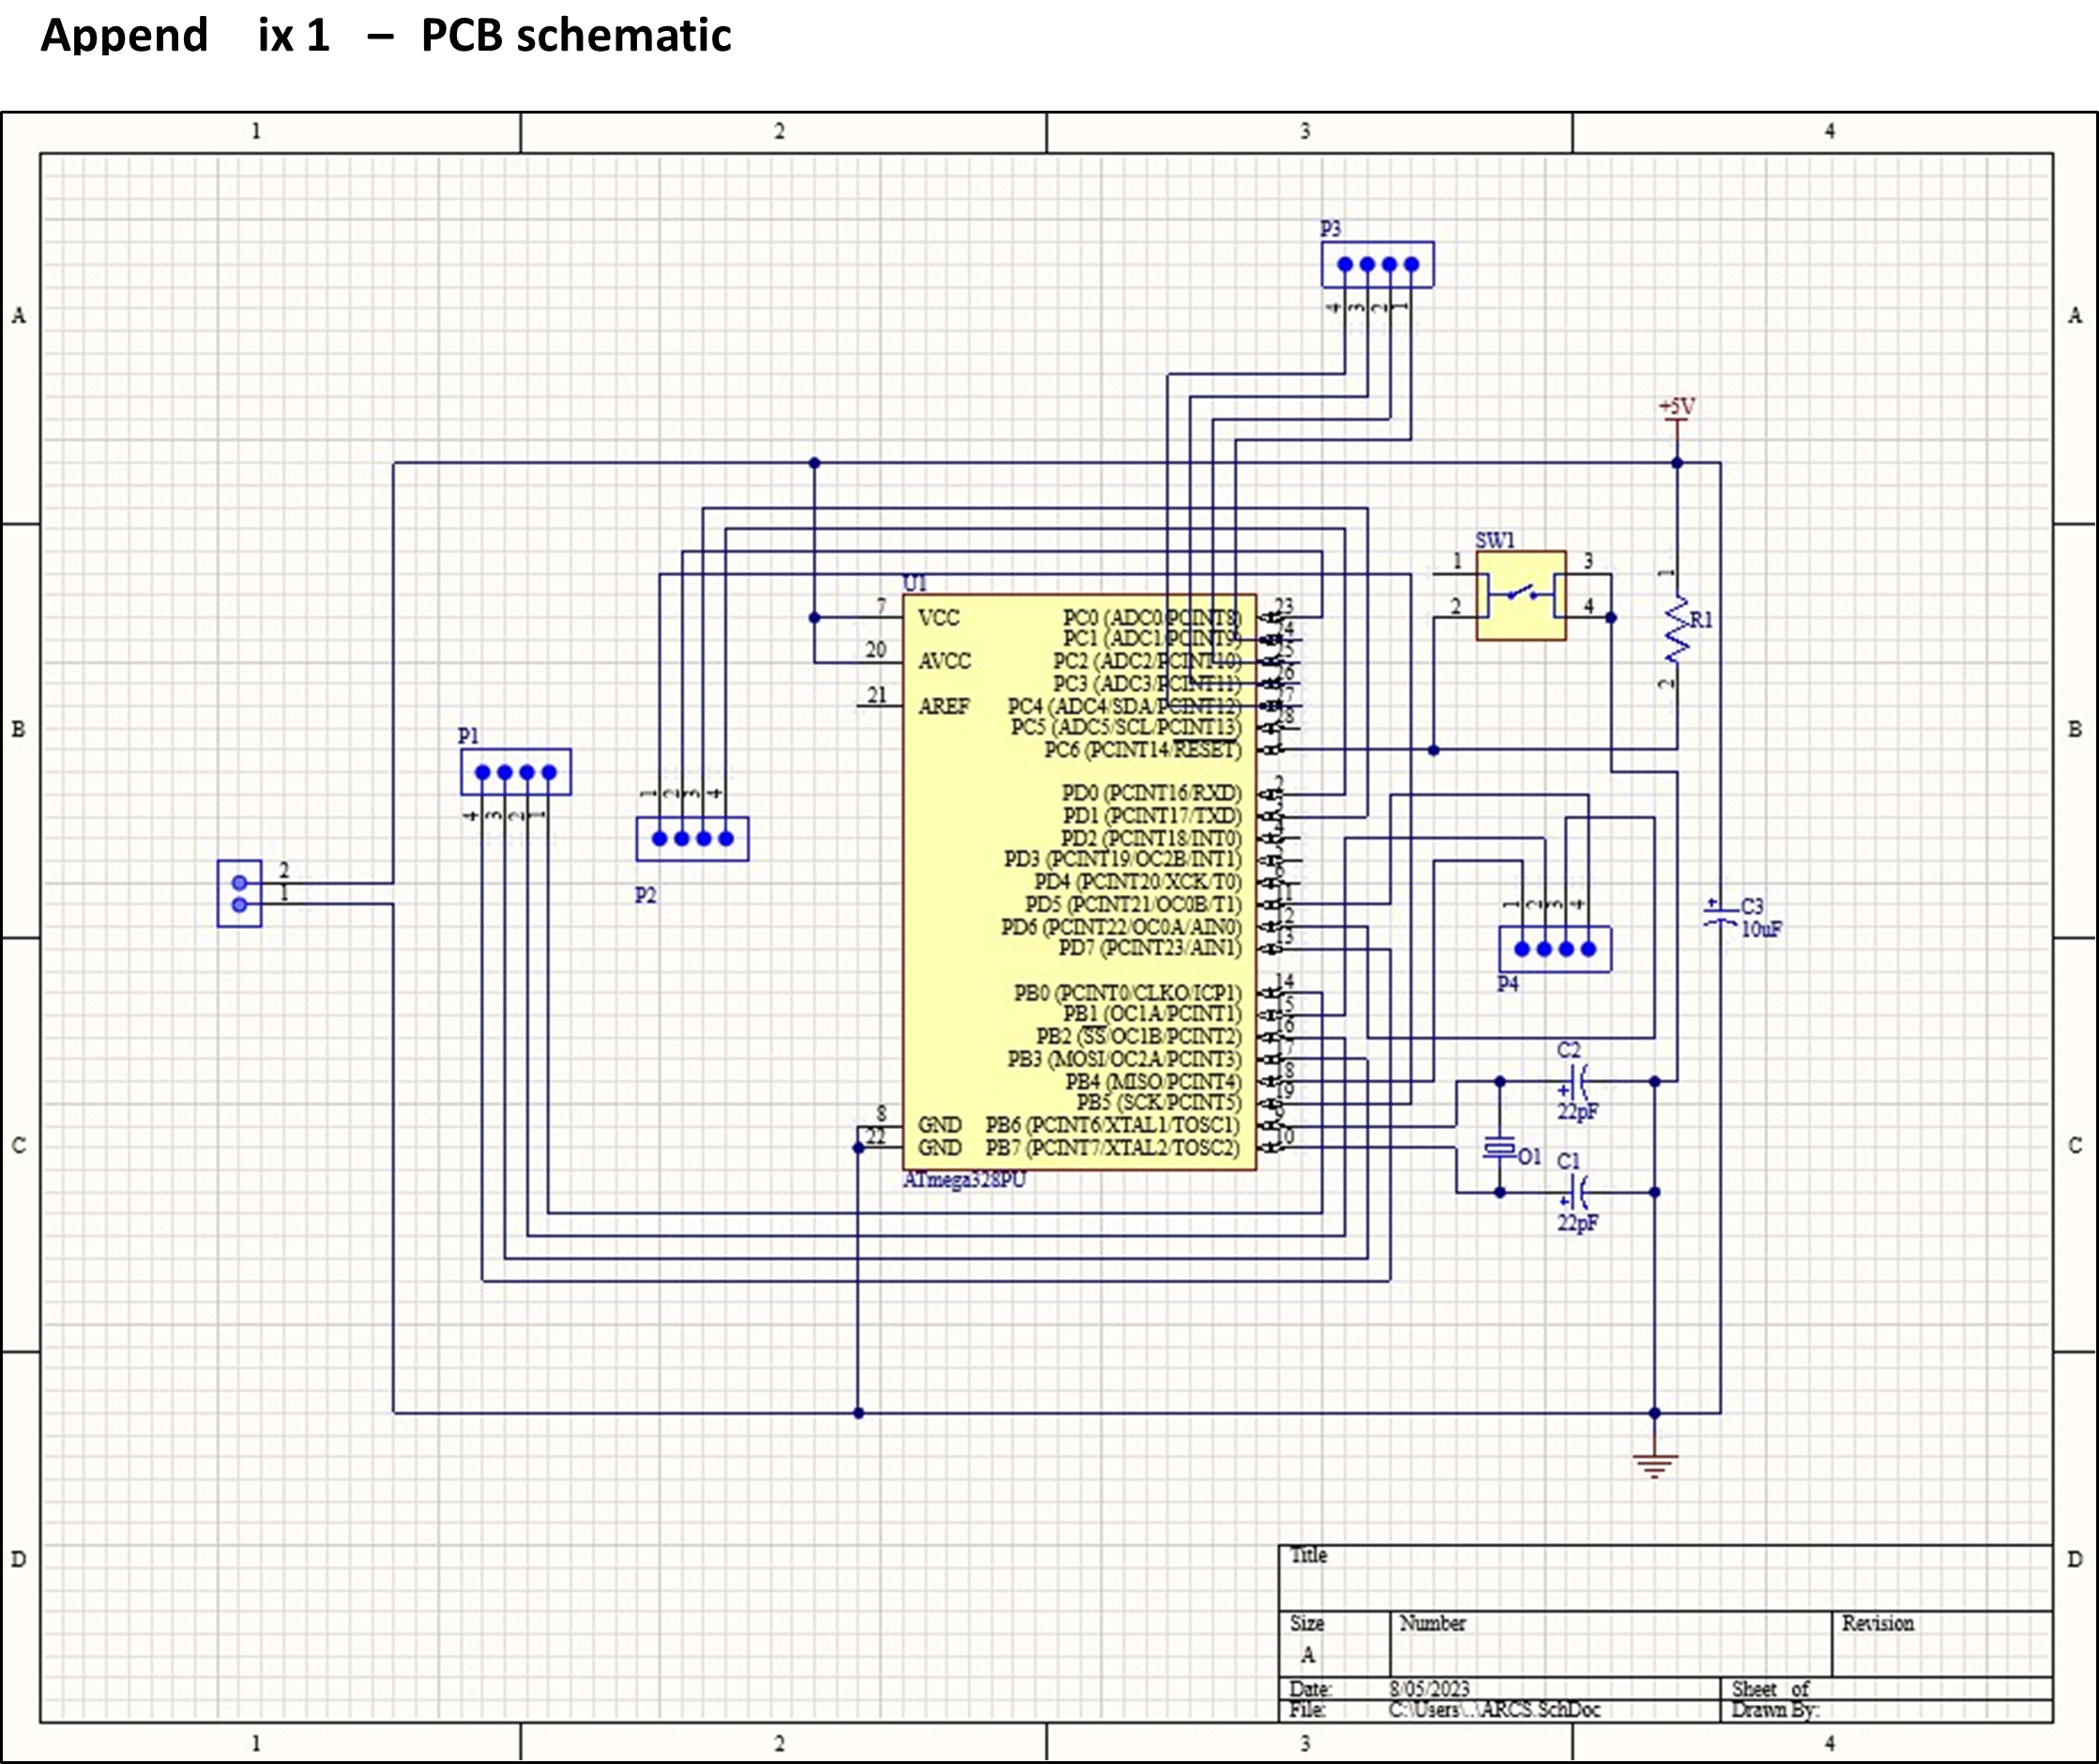 Append ix 1 – PCB schematic
1 2 3 4
P3
A A
4 3 2 1
+5V
SW1
1 3
2 4
1
R1
2
U1
7 VCC PC0 (ADC0/PCINT8) 23
PC1 (ADC1/PCINT9) 24
20 AVCC PC2 (ADC2/PCINT10) 25
PC3 (ADC3/PCINT11) 26
21 AREF PC4 (ADC4/SDA/PCINT12) 27
PC5 (ADC5/SCL/PCINT13) 28
PC6 (PCINT14/RESET)
B B
P1
4 3 2 1
1 2 3 4
P2
PD0 (PCINT16/RXD) 2
PD1 (PCINT17/TXD) 3
PD2 (PCINT18/INT0)
PD3 (PCINT19/OC2B/INT1)
PD4 (PCINT20/XCK/T0) 6
PD5 (PCINT21/OC0B/T1) 11
PD6 (PCINT22/OC0A/AIN0) 12
PD7 (PCINT23/AIN1) 13
2
1
1 2 3 4
P4
+ C3
10uF
PB0 (PCINT0/CLKO/ICP1) 14
PB1 (OC1A/PCINT1) 15
PB2 (SS/OC1B/PCINT2) 16
PB3 (MOSI/OC2A/PCINT3) 17
PB4 (MISO/PCINT4) 18
PB5 (SCK/PCINT5) 19
8 GND PB6 (PCINT6/XTAL1/TOSC1) 9
22 GND PB7 (PCINT7/XTAL2/TOSC2) 10
ATmega328PU
C2
+
22pF
O1
C1
+
22pF
C C
D D
Title
Size Number Revision
A
Date: 8/05/2023 Sheet of
File: C:\Users\..\ARCS.SchDoc Drawn By:
1 2 3 4